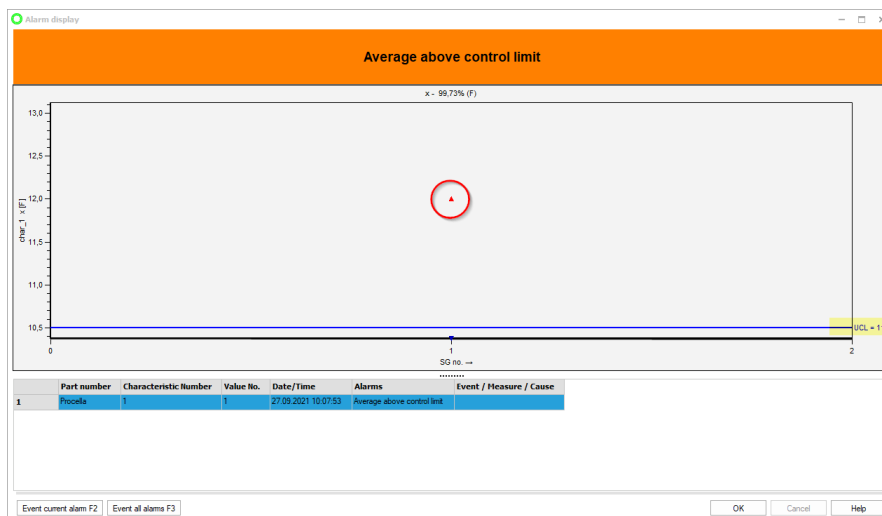 Alarm display
Average above control limit
x - 99,73% (F)
char_1 x [F]
13,0
12,5
12,0
11,5
11,0
10,5
UCL = 1
0 1 2
SG no. →
Part number Characteristic Number Value No. Date/Time Alarms Event / Measure / Cause
1 Procella 1 1 27.09.2021 10:07:53 Average above control limit
Event current alarm F2 Event all alarms F3 OK Cancel Help